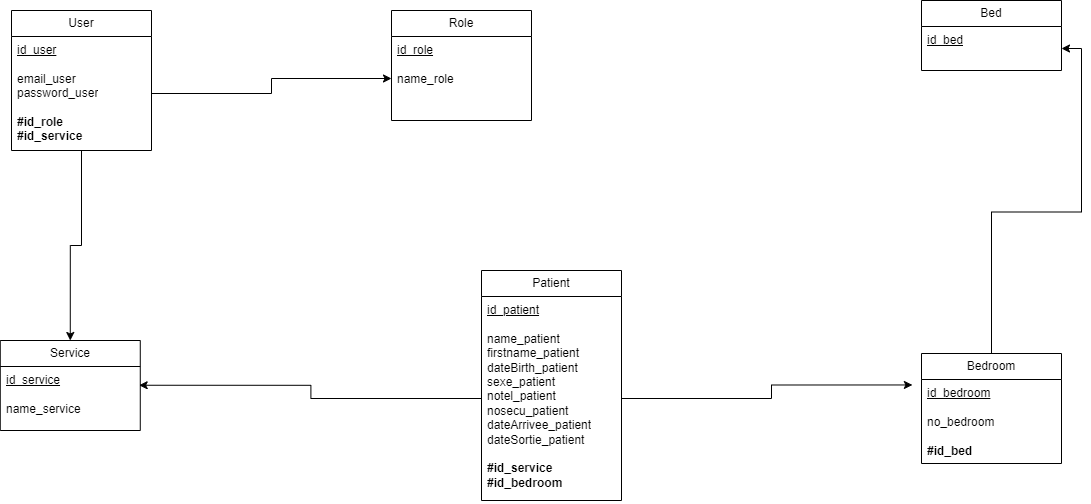 User
id_user
email_user
password_user
#id_role
#id_service
Role
id_role
name_role
Bed
id_bed
Service
id_service
name_service
Patient
id_patient
name_patient
firstname_patient
dateBirth_patient
sexe_patient
notel_patient
nosecu_patient
dateArrivee_patient
dateSortie_patient
#id_service
#id_bedroom
Bedroom
id_bedroom
no_bedroom
#id_bed